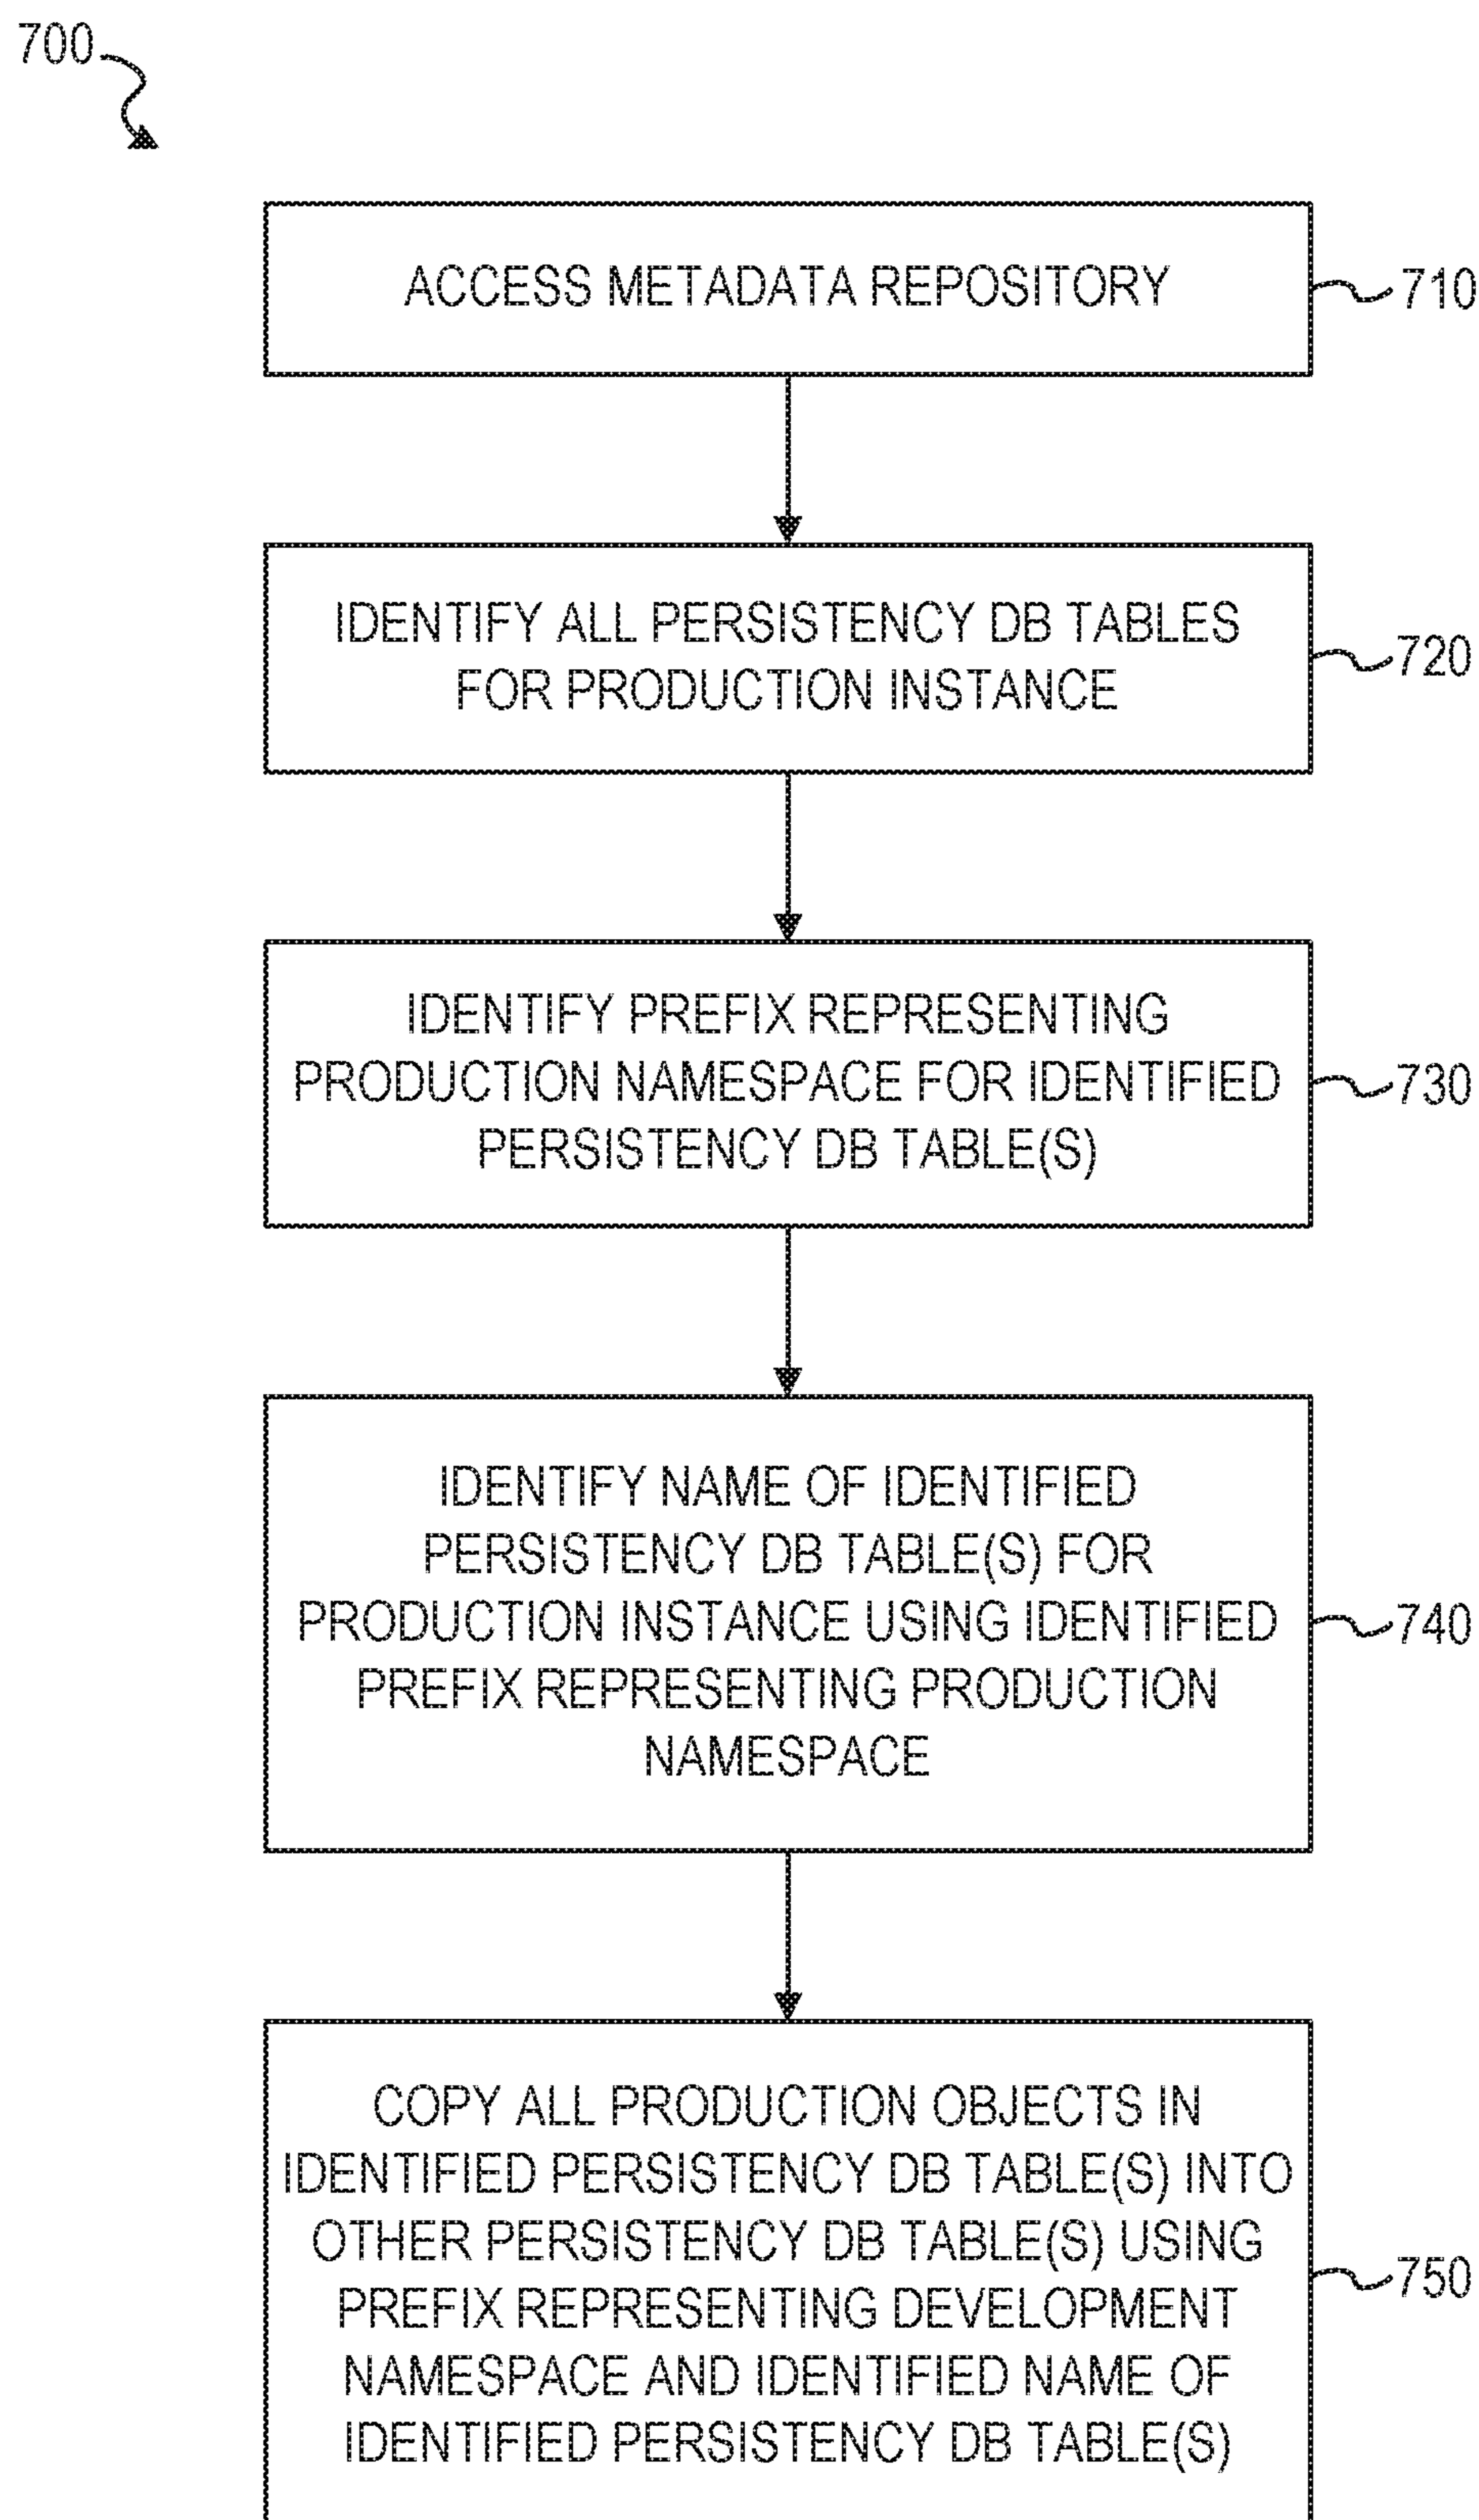 700
ACCESS METADATA REPOSITORY
710
IDENTIFY ALL PERSISTENCY DB TABLES
FOR PRODUCTION INSTANCE
720
IDENTIFY PREFIX REPRESENTING
PRODUCTION NAMESPACE FOR IDENTIFIED
PERSISTENCY DB TABLE(S)
730
IDENTIFY NAME OF IDENTIFIED
PERSISTENCY DB TABLE(S) FOR
PRODUCTION INSTANCE USING IDENTIFIED
PREFIX REPRESENTING PRODUCTION
NAMESPACE
740
COPY ALL PRODUCTION OBJECTS IN
IDENTIFIED PERSISTENCY DB TABLE(S) INTO
OTHER PERSISTENCY DB TABLE(S) USING
PREFIX REPRESENTING DEVELOPMENT
NAMESPACE AND IDENTIFIED NAME OF
IDENTIFIED PERSISTENCY DB TABLE(S)
750